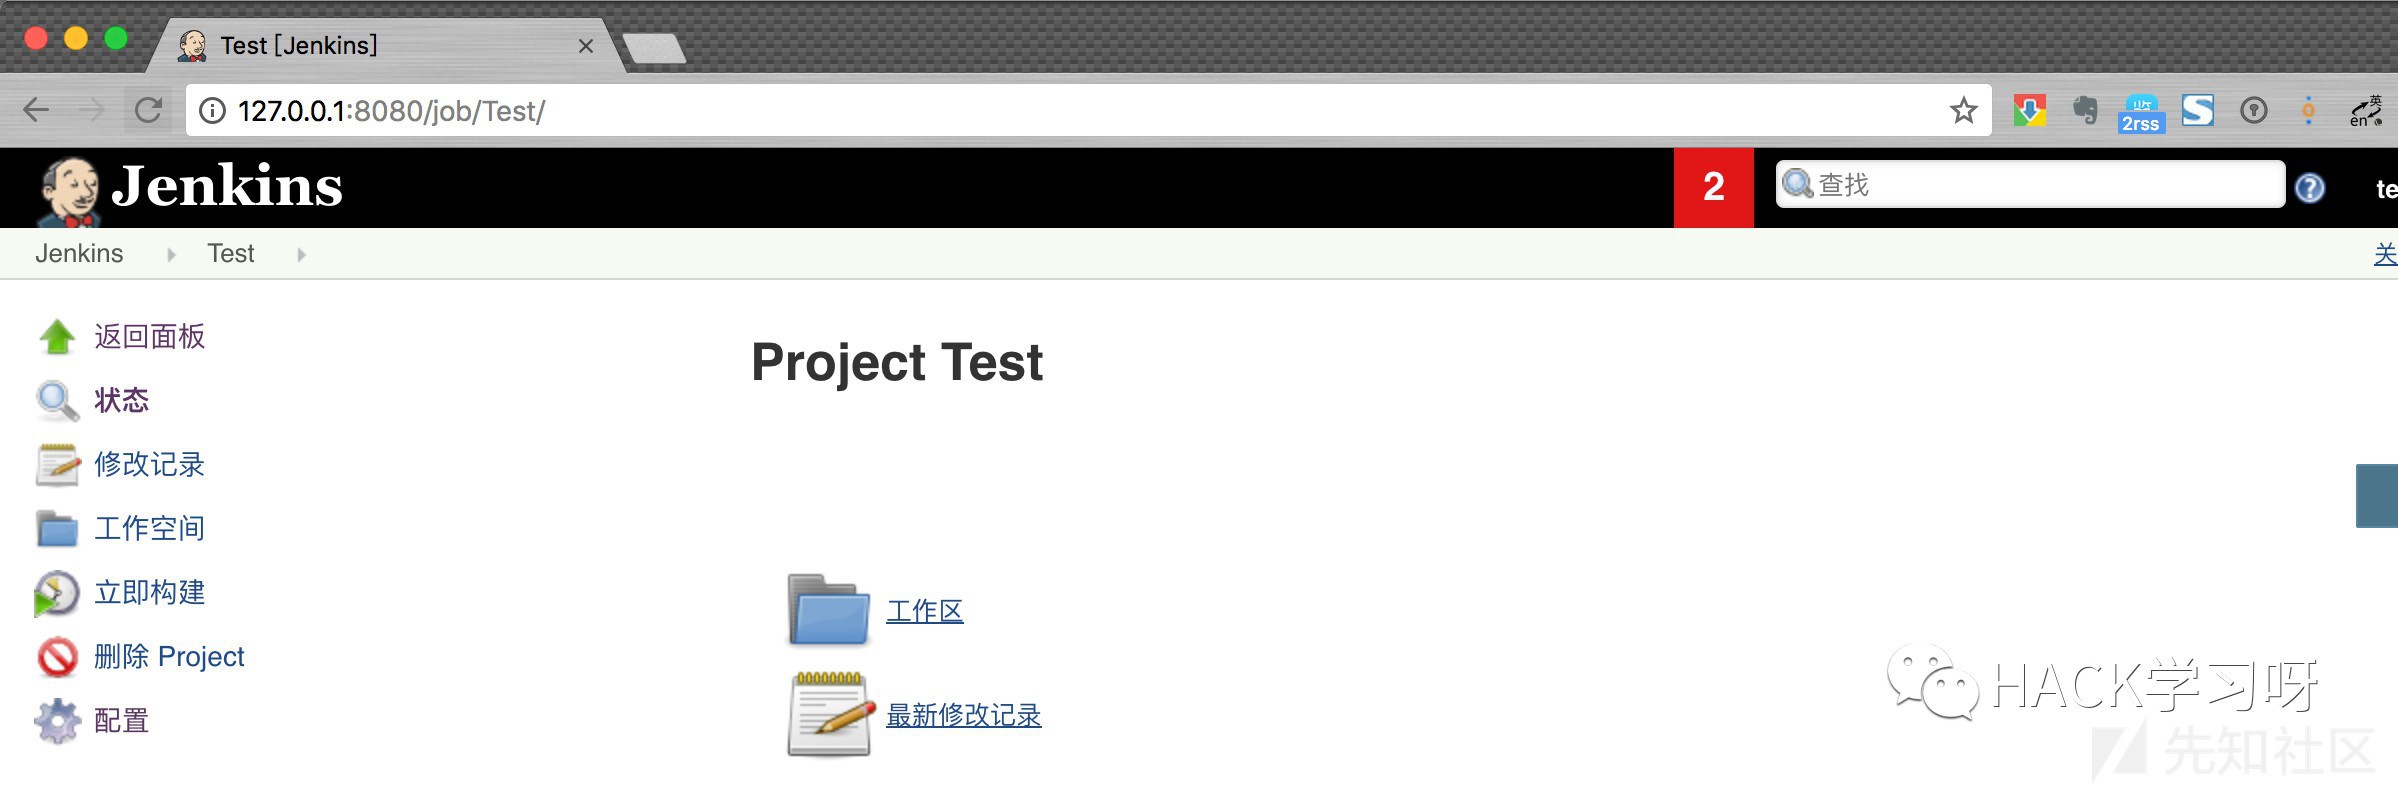 Test [Jenkins]
127.0.0.1:8080/job/Test/
2rss
英
en
Jenkins
2
查找
te
Jenkins
Test
关
返回面板
状态
修改记录
工作空间
立即构建
删除 Project
配置
Project Test
工作区
最新修改记录
HACK学习呀
先知社区